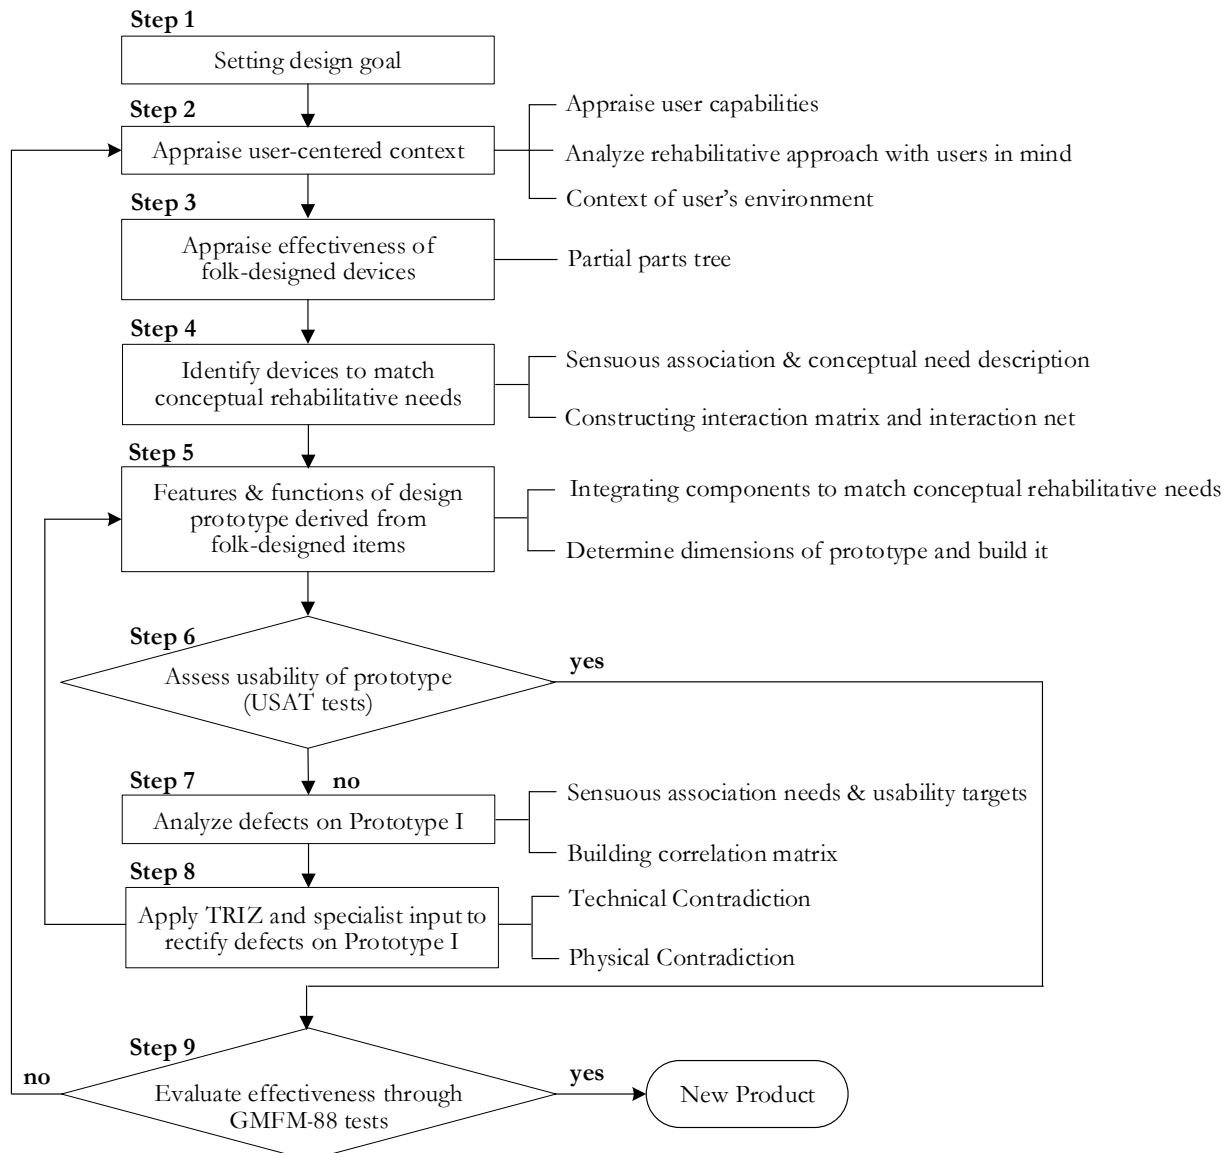 Step 1
Setting design goal
Step 2
Appraise user-centered context
Appraise user capabilities
Analyze rehabilitative approach with users in mind
Context of user's environment
Step 3
Appraise effectiveness of
folk-designed devices
Partial parts tree
Step 4
Identify devices to match
conceptual rehabilitative needs
Sensuous association & conceptual need description
Constructing interaction matrix and interaction net
Step 5
Features & functions of design
prototype derived from
folk-designed items
Integrating components to match conceptual rehabilitative needs
Determine dimensions of prototype and build it
Step 6
Assess usability of prototype
(USAT tests)
yes
no
Step 7
Analyze defects on Prototype I
Sensuous association needs & usability targets
Building correlation matrix
Step 8
Apply TRIZ and specialist input to
rectify defects on Prototype I
Technical Contradiction
Physical Contradiction
Step 9
Evaluate effectiveness through
GMFM-88 tests
no
yes
New Product